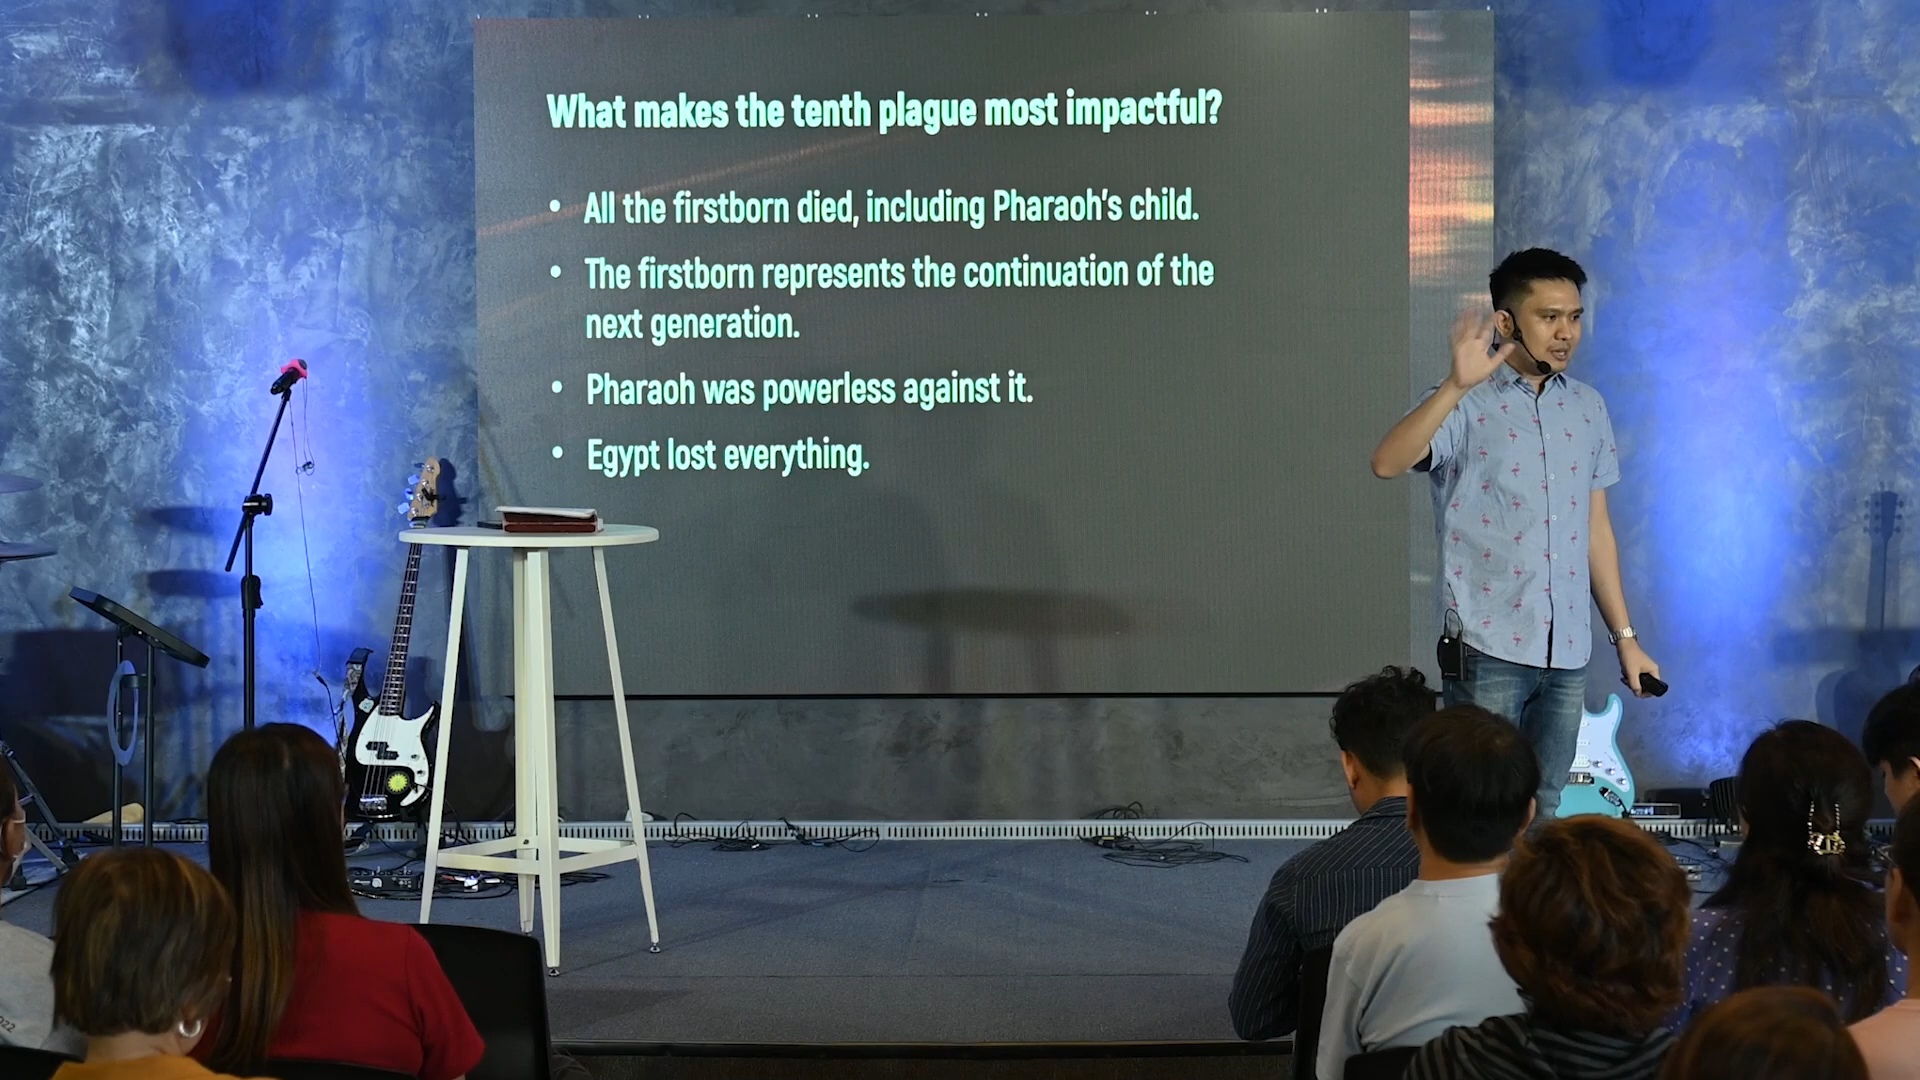 What makes the tenth plague most impactful?
• All the firstborn died, including Pharaoh's child.
• The firstborn represents the continuation of the
next generation.
• Pharaoh was powerless against it.
• Egypt lost everything.
2022